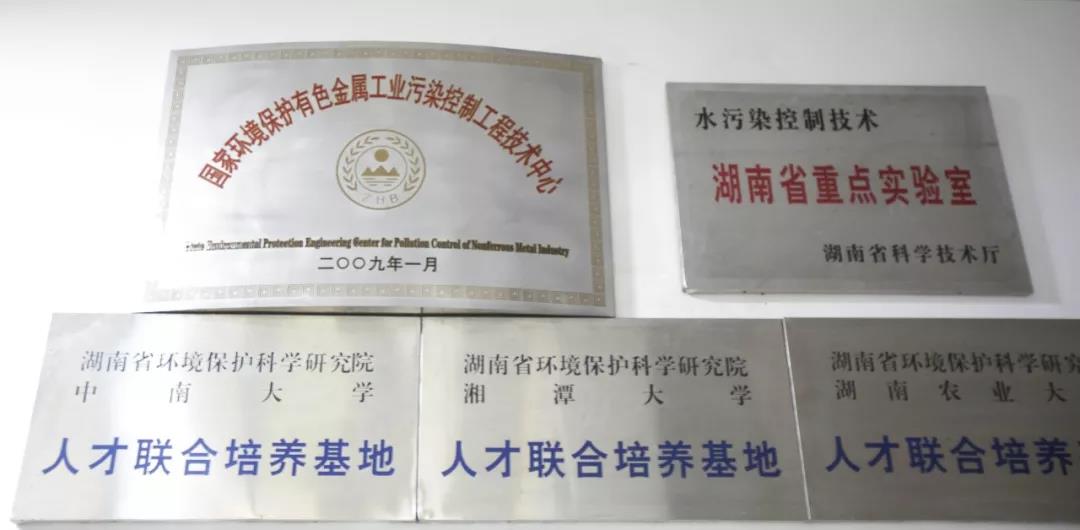 国家环境保护有色金属工业污染控制工程技术中心
ZHB
Environmental Protection Engineering Center for Pollution Control of Nonferrous Metal Industry
二〇〇九年一月
水污染控制技术
湖南省重点实验室
湖南省科学技术厅
湖南省环境保护科学研究院
中南大学
人才联合培养基地
湖南省环境保护科学研究院
湘潭大学
人才联合培养基地
湖南省环境保护科学研究
湖南农业大
人才联合培养